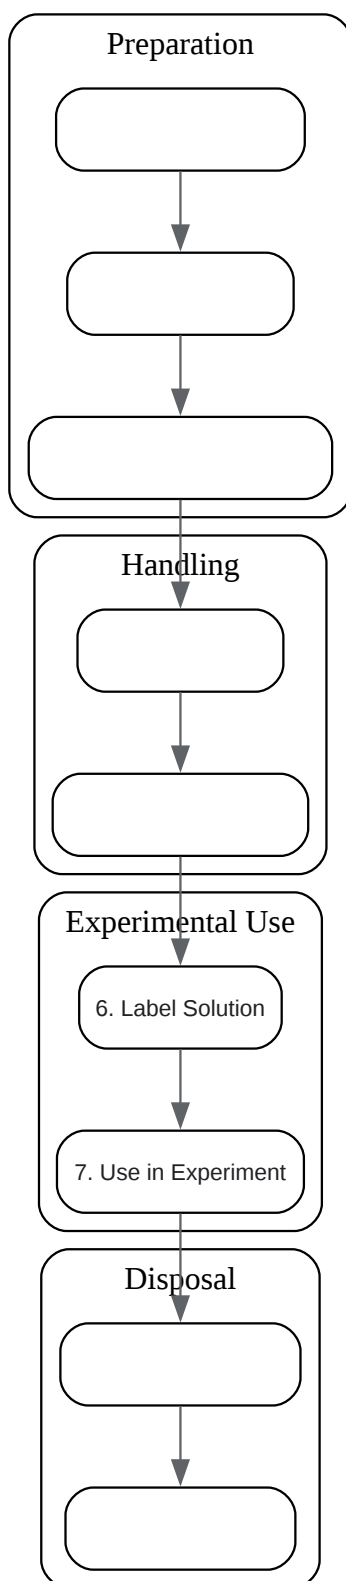 Preparation
Handling
Experimental Use
6. Label Solution
7. Use in Experiment
Disposal